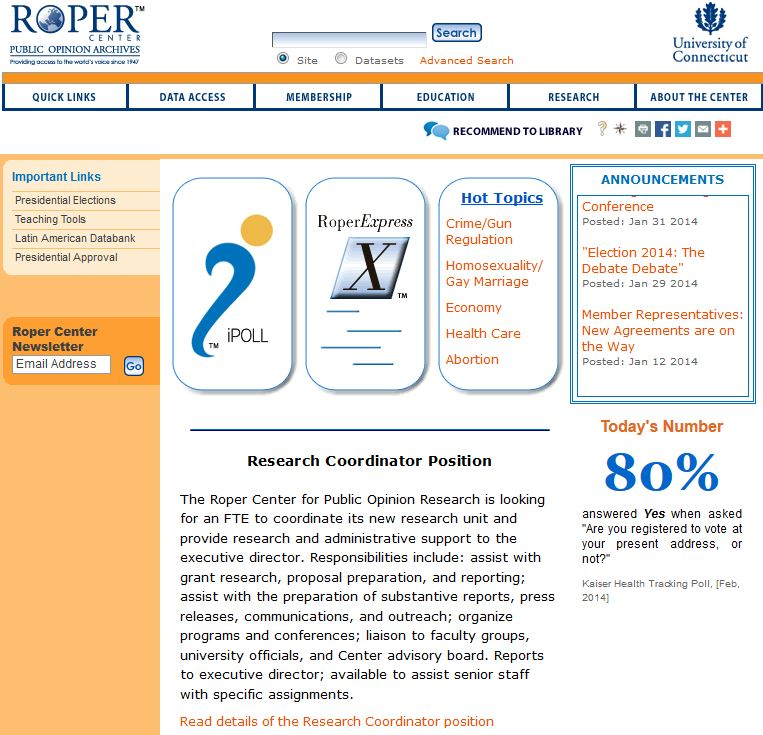 ROPER™
CENTER
PUBLIC OPINION ARCHIVES
Providing access to the world's voice since 1947
Search
Site Datasets Advanced Search
University of
Connecticut
QUICK LINKS DATA ACCESS MEMBERSHIP EDUCATION RESEARCH ABOUT THE CENTER
RECOMMEND TO LIBRARY
Important Links
Presidential Elections
Teaching Tools
Latin American Databank
Presidential Approval
Roper Center
Newsletter
Email Address Go
™ iPOLL
RoperExpress
X
™
Hot Topics
Crime/Gun
Regulation
Homosexuality/
Gay Marriage
Economy
Health Care
Abortion
ANNOUNCEMENTS
Conference
Posted: Jan 31 2014
"Election 2014: The
Debate Debate"
Posted: Jan 29 2014
Member Representatives:
New Agreements are on
the Way
Posted: Jan 12 2014
Today's Number
80%
answered Yes when asked
"Are you registered to vote at
your present address, or
not?"
Kaiser Health Tracking Poll, [Feb,
2014]
Research Coordinator Position
The Roper Center for Public Opinion Research is looking
for an FTE to coordinate its new research unit and
provide research and administrative support to the
executive director. Responsibilities include: assist with
grant research, proposal preparation, and reporting;
assist with the preparation of substantive reports, press
releases, communications, and outreach; organize
programs and conferences; liaison to faculty groups,
university officials, and Center advisory board. Reports
to executive director; available to assist senior staff
with specific assignments.
Read details of the Research Coordinator position